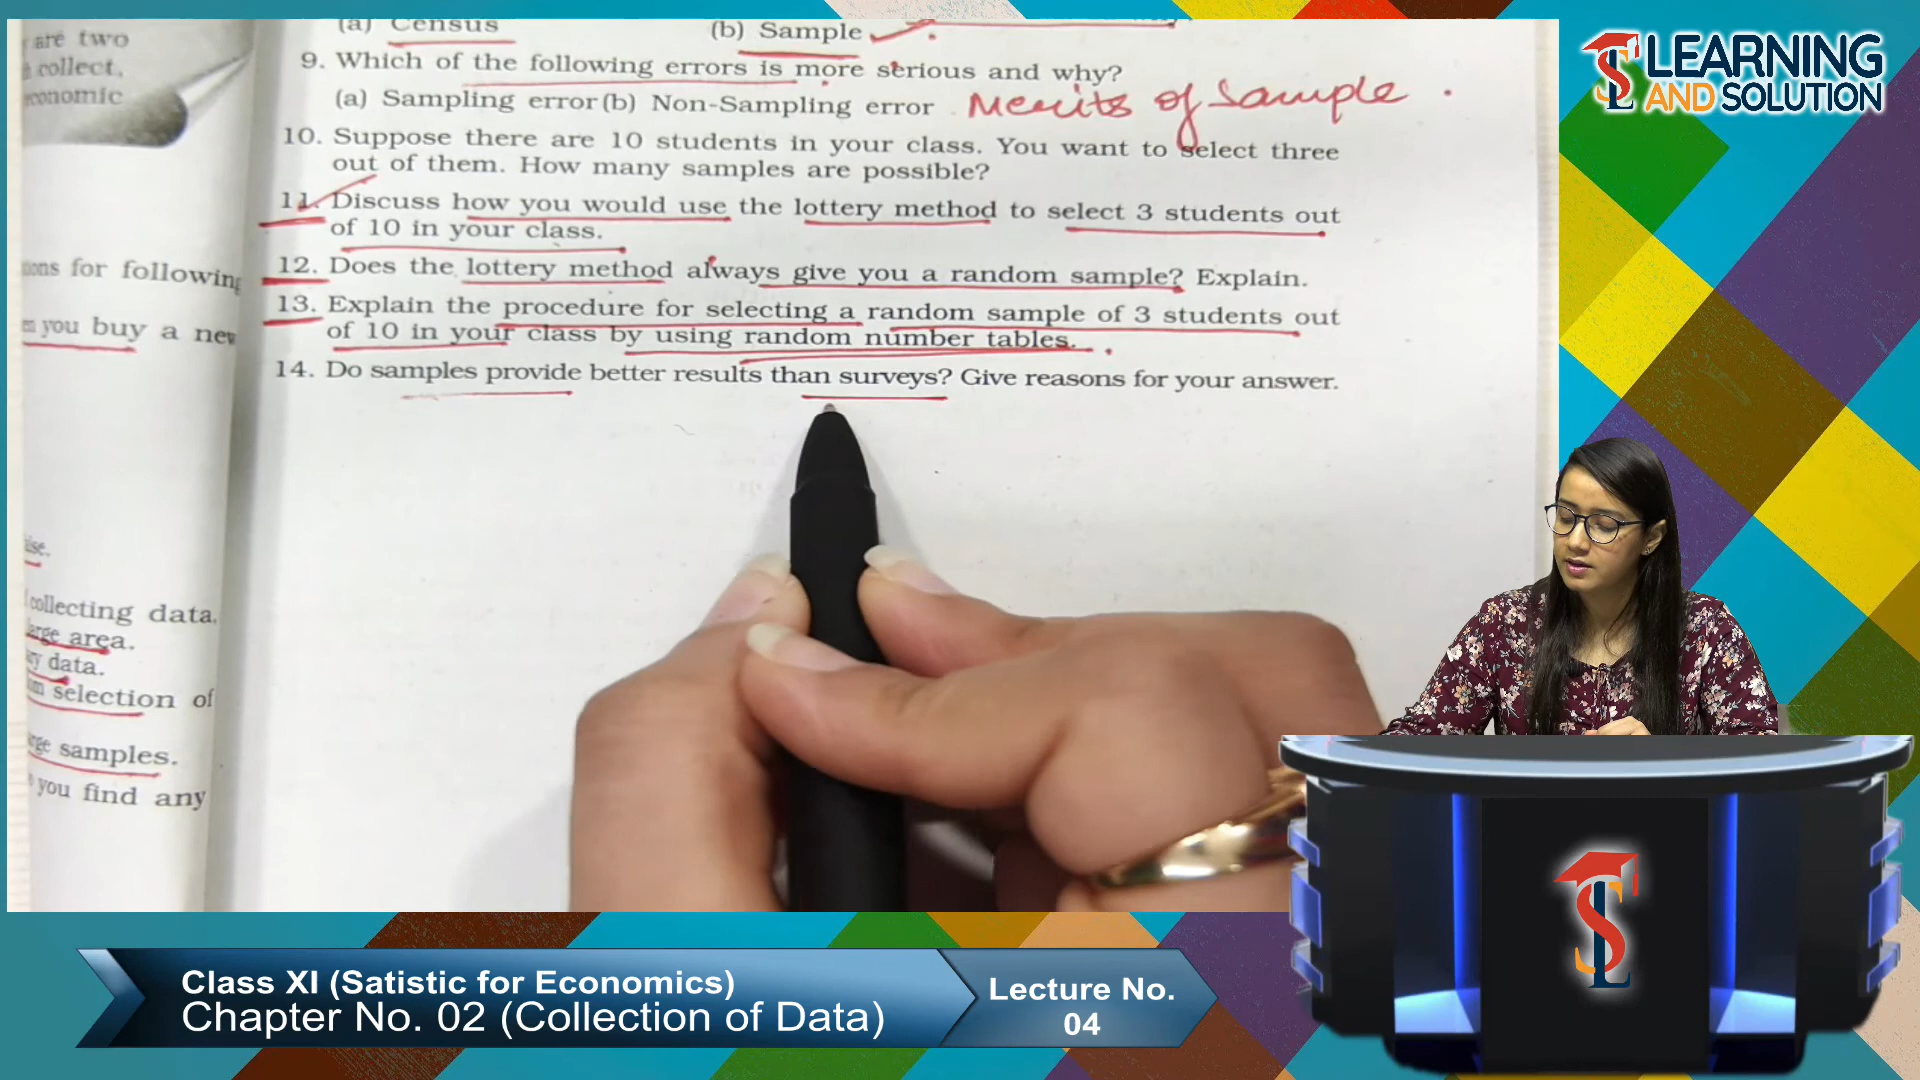 are two
collect,
economic
ons for following
you buy a new
ise.
collecting data.
large area.
data.
selection of
samples.
you find any
(a) Census (b) Sample
9. Which of the following errors is more serious and why?
(a) Sampling error (b) Non-Sampling error
Merits of Sample .
10. Suppose there are 10 students in your class. You want to select three
out of them. How many samples are possible?
11. Discuss how you would use the lottery method to select 3 students out
of 10 in your class.
12. Does the lottery method always give you a random sample? Explain.
13. Explain the procedure for selecting a random sample of 3 students out
of 10 in your class by using random number tables.
14. Do samples provide better results than surveys? Give reasons for your answer.
LEARNING
AND SOLUTION
Class XI (Satistic for Economics)
Chapter No. 02 (Collection of Data)
Lecture No.
04